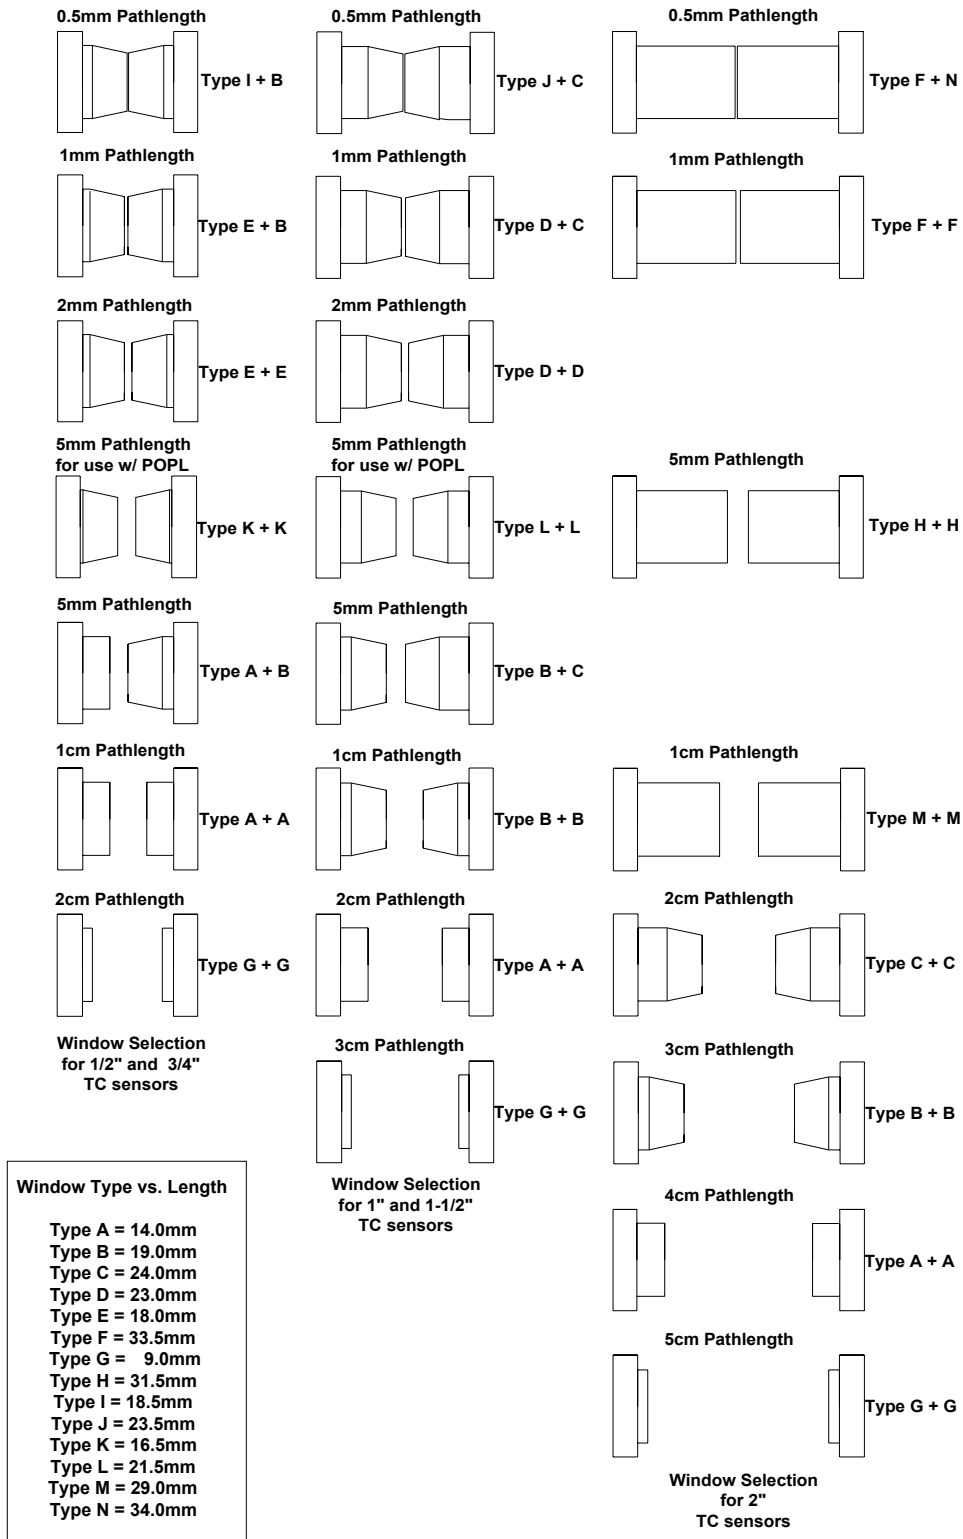 0.5mm Pathlength
Type I + B
1mm Pathlength
Type E + B
2mm Pathlength
Type E + E
5mm Pathlength
for use w/ POPL
Type K + K
5mm Pathlength
Type A + B
1cm Pathlength
Type A + A
2cm Pathlength
Type G + G
Window Selection
for 1/2" and 3/4"
TC sensors
0.5mm Pathlength
Type J + C
1mm Pathlength
Type D + C
2mm Pathlength
Type D + D
5mm Pathlength
for use w/ POPL
Type L + L
5mm Pathlength
Type B + C
1cm Pathlength
Type B + B
2cm Pathlength
Type A + A
3cm Pathlength
Type G + G
Window Selection
for 1" and 1-1/2"
TC sensors
0.5mm Pathlength
Type F + N
1mm Pathlength
Type F + F
5mm Pathlength
Type H + H
1cm Pathlength
Type M + M
2cm Pathlength
Type C + C
3cm Pathlength
Type B + B
4cm Pathlength
Type A + A
5cm Pathlength
Type G + G
Window Selection
for 2"
TC sensors
Window Type vs. Length
Type A = 14.0mm
Type B = 19.0mm
Type C = 24.0mm
Type D = 23.0mm
Type E = 18.0mm
Type F = 33.5mm
Type G = 9.0mm
Type H = 31.5mm
Type I = 18.5mm
Type J = 23.5mm
Type K = 16.5mm
Type L = 21.5mm
Type M = 29.0mm
Type N = 34.0mm